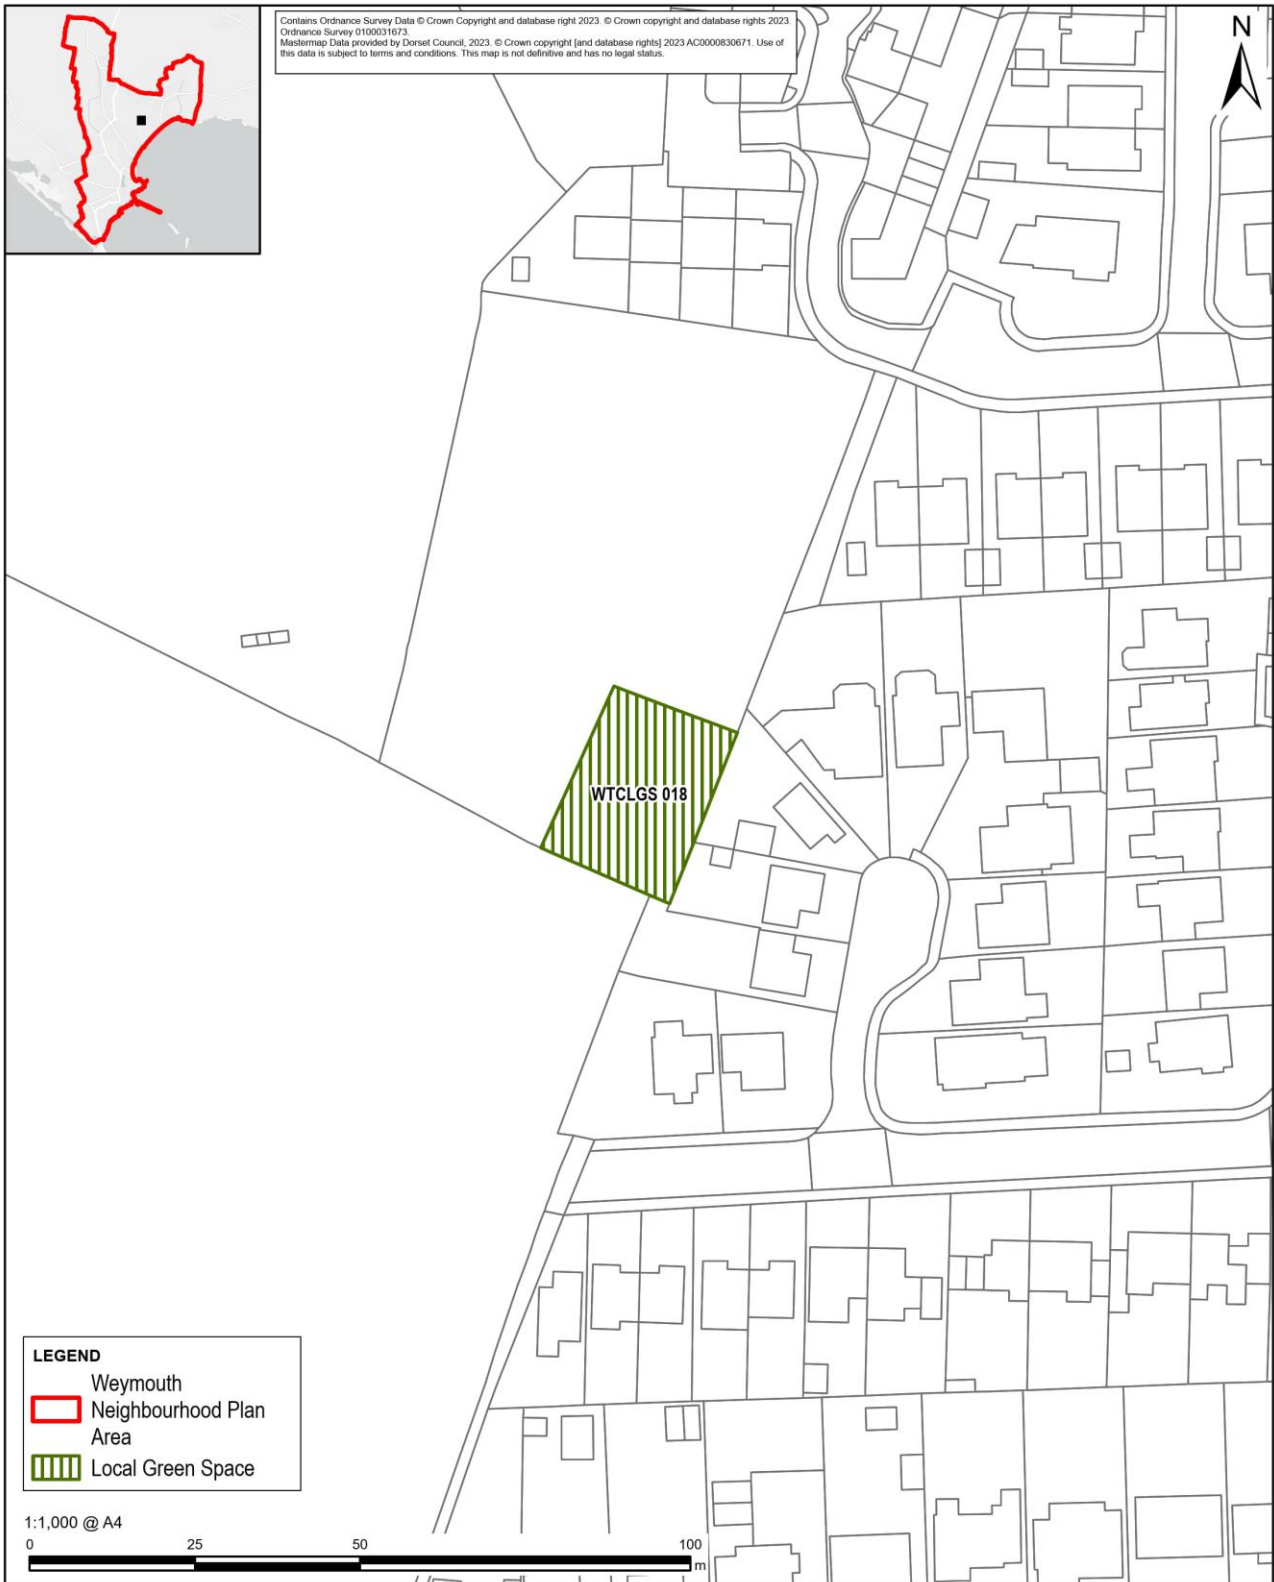 Contains Ordnance Survey Data © Crown Copyright and database right 2023. © Crown copyright and database rights 2023.
Ordnance Survey 0100031673.
Mastermap Data provided by Dorset Council, 2023. © Crown copyright [and database rights] 2023 AC0000830671. Use of
this data is subject to terms and conditions. This map is not definitive and has no legal status.
N
WTCLGS 018
LEGEND
Weymouth
Neighbourhood Plan
Area
Local Green Space
1:1,000 @ A4
0 25 50 100
m